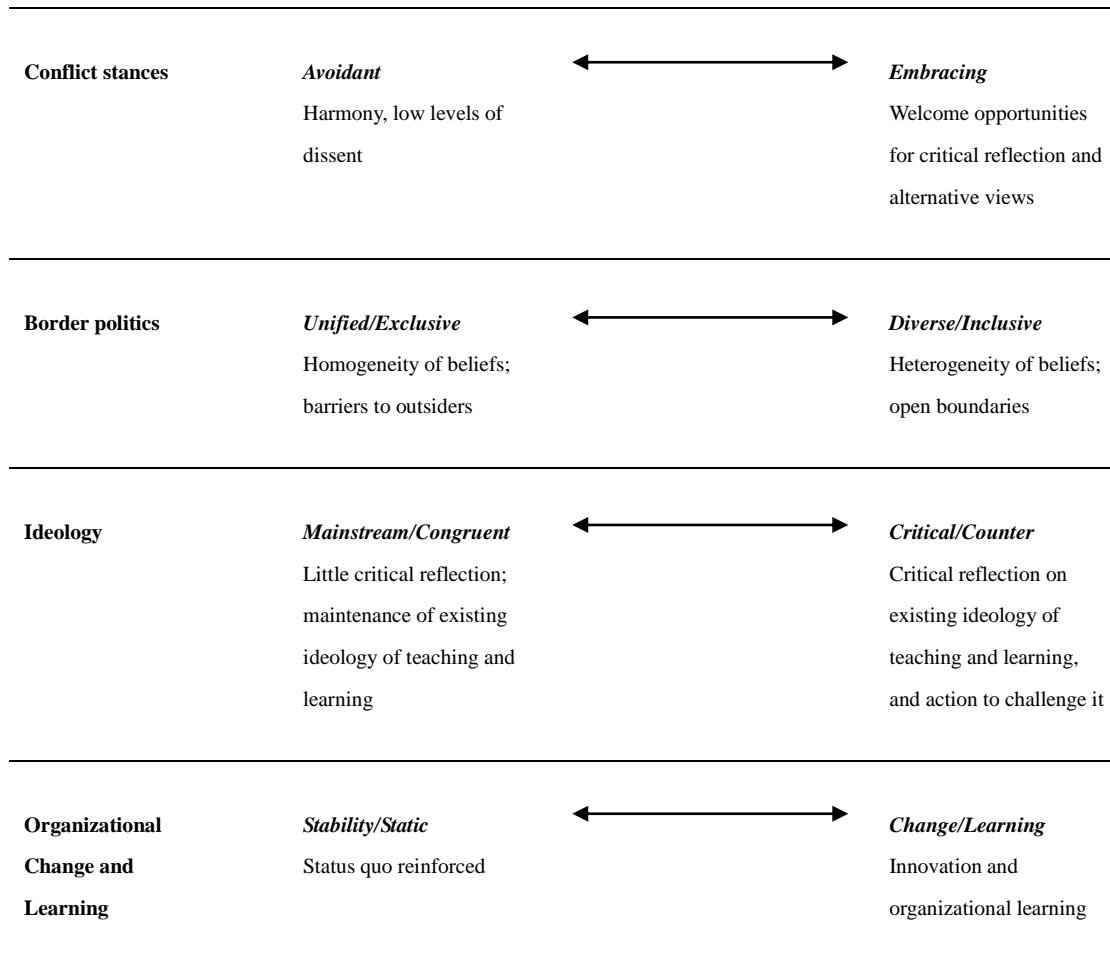 Conflict stances
Avoidant
Harmony, low levels of
dissent
Embracing
Welcome opportunities
for critical reflection and
alternative views
Border politics
Unified/Exclusive
Homogeneity of beliefs;
barriers to outsiders
Diverse/Inclusive
Heterogeneity of beliefs;
open boundaries
Ideology
Mainstream/Congruent
Little critical reflection;
maintenance of existing
ideology of teaching and
learning
Critical/Counter
Critical reflection on
existing ideology of
teaching and learning,
and action to challenge it
Organizational
Change and
Learning
Stability/Static
Status quo reinforced
Change/Learning
Innovation and
organizational learning